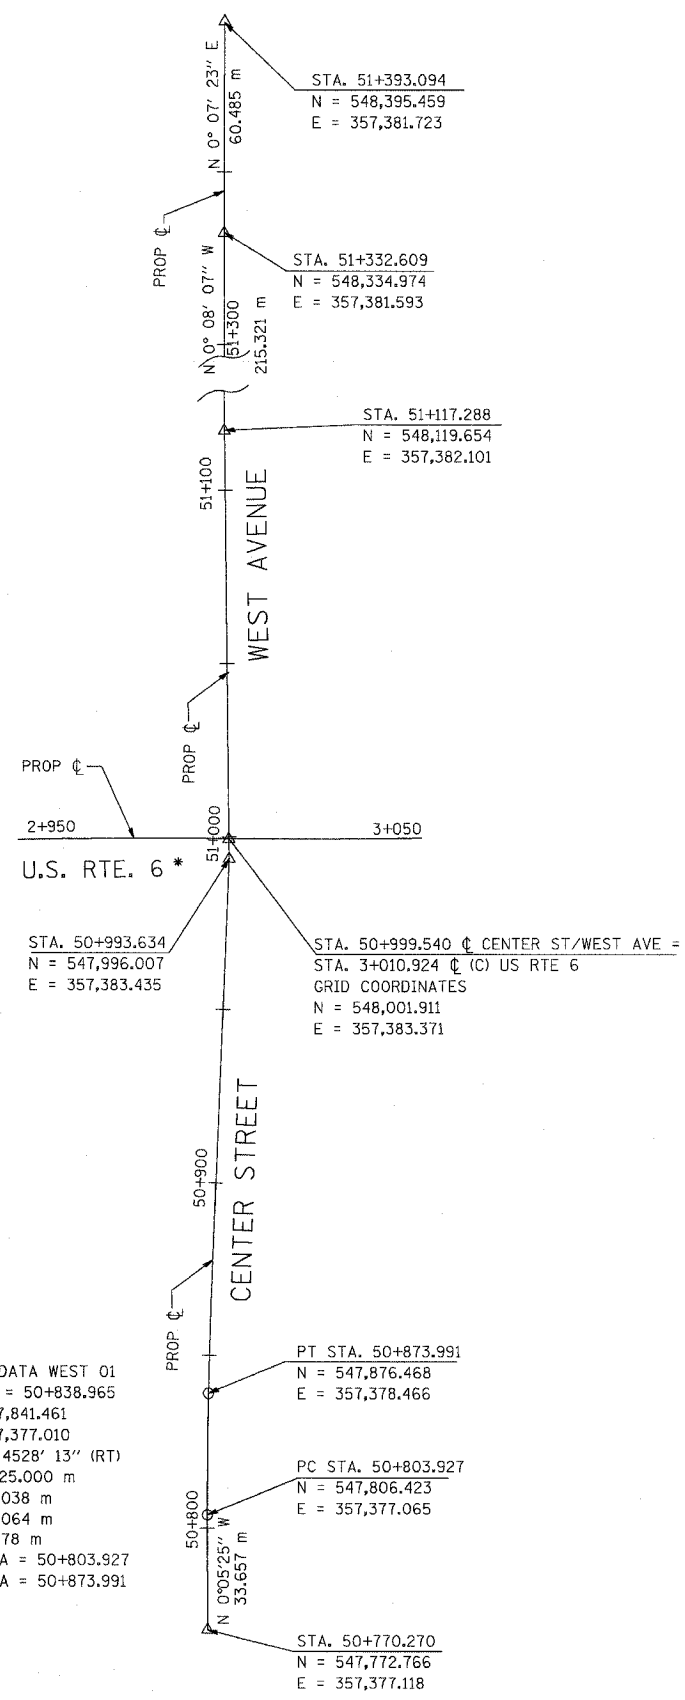 N 0° 07' 23" E
60.485 m
STA. 51+393.094
N = 548,395.459
E = 357,381.723
PROP ℄
STA. 51+332.609
N = 548,334.974
E = 357,381.593
N 0° 08' 07" W
51+300
215.321 m
STA. 51+117.288
N = 548,119.654
E = 357,382.101
51+100
WEST AVENUE
PROP ℄
PROP ℄
2+950
51+000
3+050
U.S. RTE. 6 *
STA. 50+993.634
N = 547,996.007
E = 357,383.435
STA. 50+999.540 ℄ CENTER ST/WEST AVE =
STA. 3+010.924 ℄ (C) US RTE 6
GRID COORDINATES
N = 548,001.911
E = 357,383.371
CENTER STREET
50+900
PROP ℄
PT STA. 50+873.991
N = 547,876.468
E = 357,378.466
DATA WEST 01
= 50+838.965
7,841.461
7,377.010
4528' 13" (RT)
25.000 m
038 m
064 m
78 m
A = 50+803.927
A = 50+873.991
PC STA. 50+803.927
N = 547,806.423
E = 357,377.065
50+800
N 0°05'25" W
33.657 m
STA. 50+770.270
N = 547,772.766
E = 357,377.118